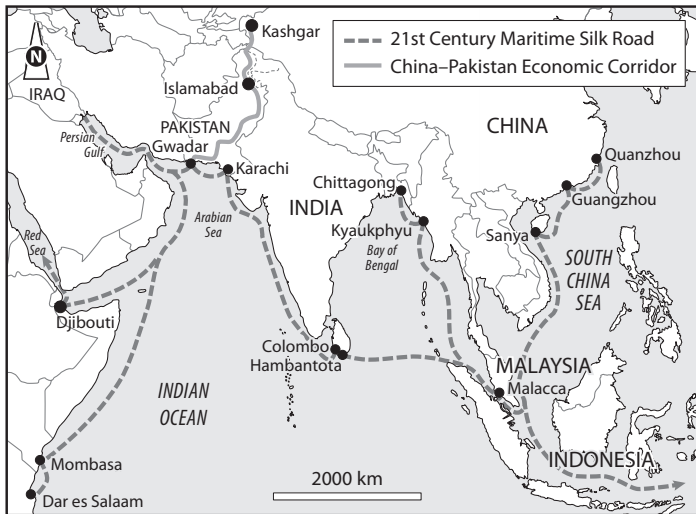 Kashgar
21st Century Maritime Silk Road
China–Pakistan Economic Corridor
N
IRAQ
Islamabad
PAKISTAN
Gwadar
Persian
Gulf
Karachi
CHINA
Quanzhou
Guangzhou
Chittagong
INDIA
Kyaukphyu
Sanya
Arabian
Sea
Bay of
Bengal
Red
Sea
SOUTH
CHINA
SEA
Djibouti
Colombo
Hambantota
MALAYSIA
Malacca
INDIAN
OCEAN
INDONESIA
Mombasa
Dar es Salaam
2000 km